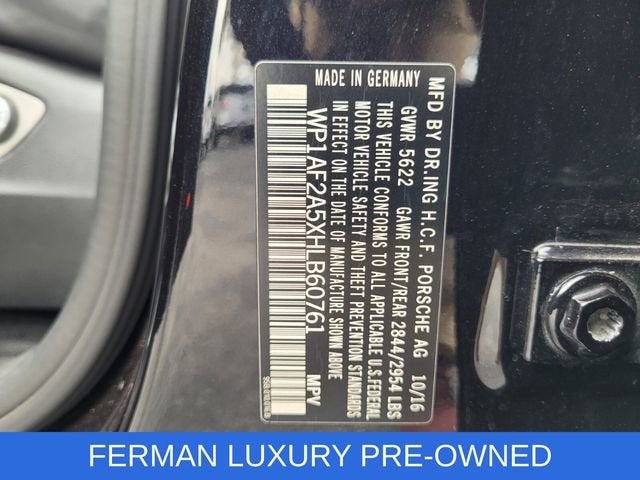 MFD BY DR.ING H.C.F. PORSCHE AG 10/16
GVWR 5622 GAWR FRONT/REAR 2844/2954 LBS
THIS VEHICLE CONFORMS TO ALL APPLICABLE U.S. FEDERAL
MOTOR VEHICLE SAFETY AND THEFT PREVENTION STANDARDS
IN EFFECT ON THE DATE OF MANUFACTURE SHOWN ABOVE
WP1AF2A5XHLB60761 MPV
MADE IN GERMANY
FERMAN LUXURY PRE-OWNED